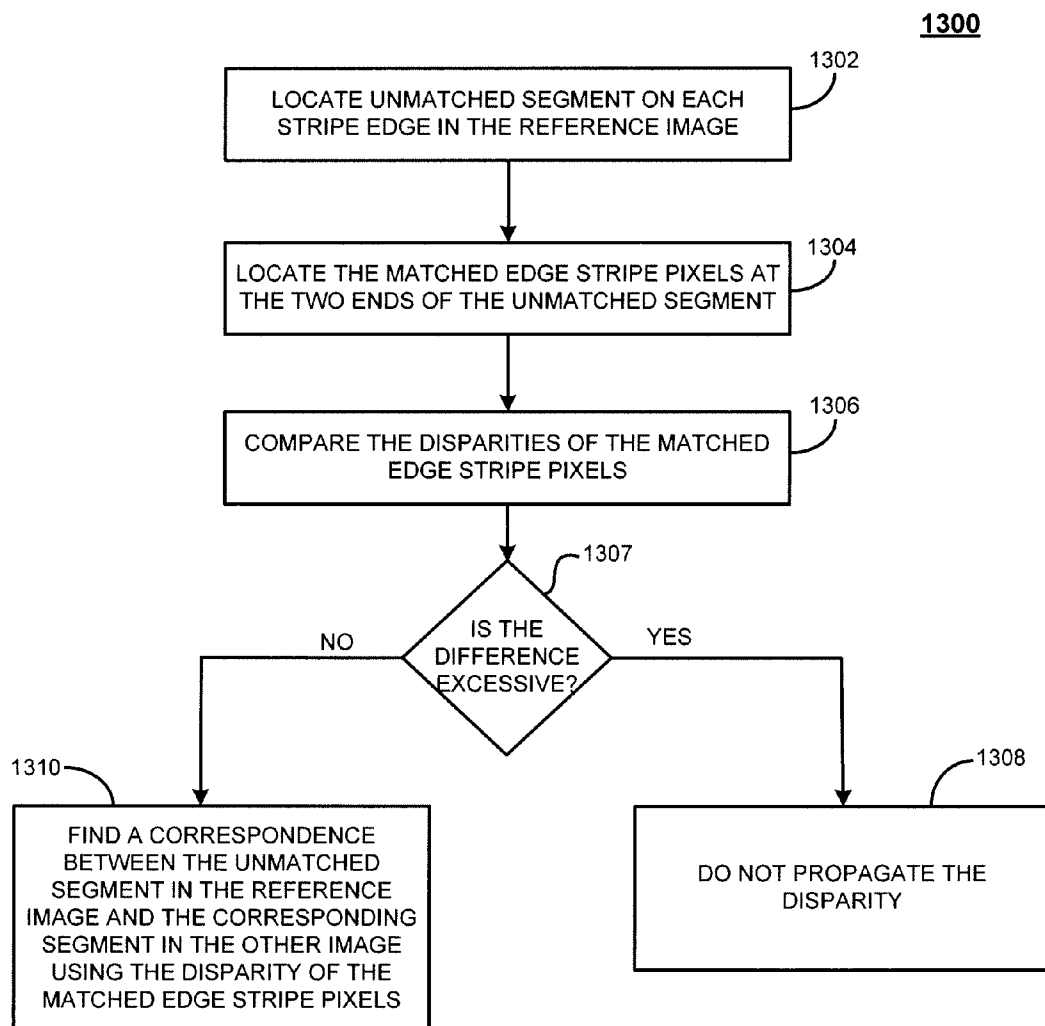 1300
1302
LOCATE UNMATCHED SEGMENT ON EACH
STRIPE EDGE IN THE REFERENCE IMAGE
1304
LOCATE THE MATCHED EDGE STRIPE PIXELS AT
THE TWO ENDS OF THE UNMATCHED SEGMENT
1306
COMPARE THE DISPARITIES OF THE MATCHED
EDGE STRIPE PIXELS
1307
IS THE
DIFFERENCE
EXCESSIVE?
NO
YES
1310
FIND A CORRESPONDENCE
BETWEEN THE UNMATCHED
SEGMENT IN THE REFERENCE
IMAGE AND THE CORRESPONDING
SEGMENT IN THE OTHER IMAGE
USING THE DISPARITY OF THE
MATCHED EDGE STRIPE PIXELS
1308
DO NOT PROPAGATE THE
DISPARITY